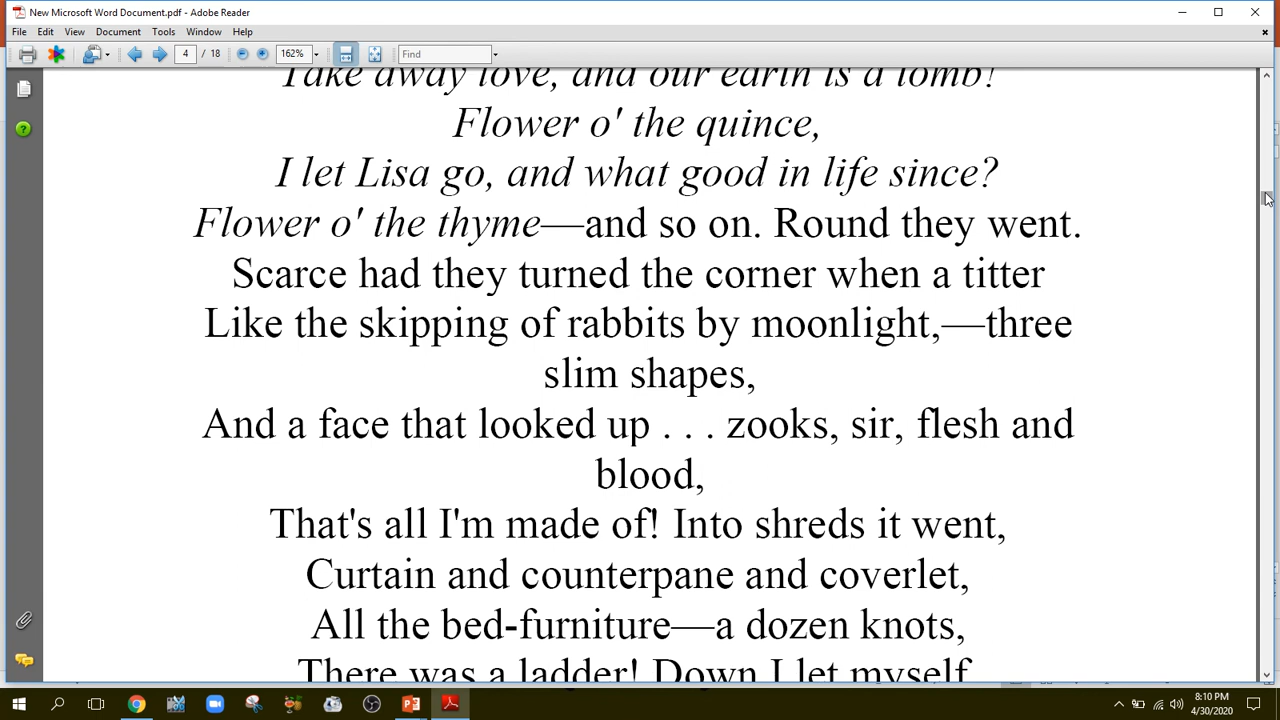 New Microsoft Word Document.pdf - Adobe Reader
File Edit View Document Tools Window Help
4 / 18 162% Find
Take away love, and our earth is a tomb!
Flower o' the quince,
I let Lisa go, and what good in life since?
Flower o' the thyme—and so on. Round they went.
Scarce had they turned the corner when a titter
Like the skipping of rabbits by moonlight,—three
slim shapes,
And a face that looked up . . . zooks, sir, flesh and
blood,
That's all I'm made of! Into shreds it went,
Curtain and counterpane and coverlet,
All the bed-furniture—a dozen knots,
There was a ladder! Down I let myself
8:10 PM
4/30/2020